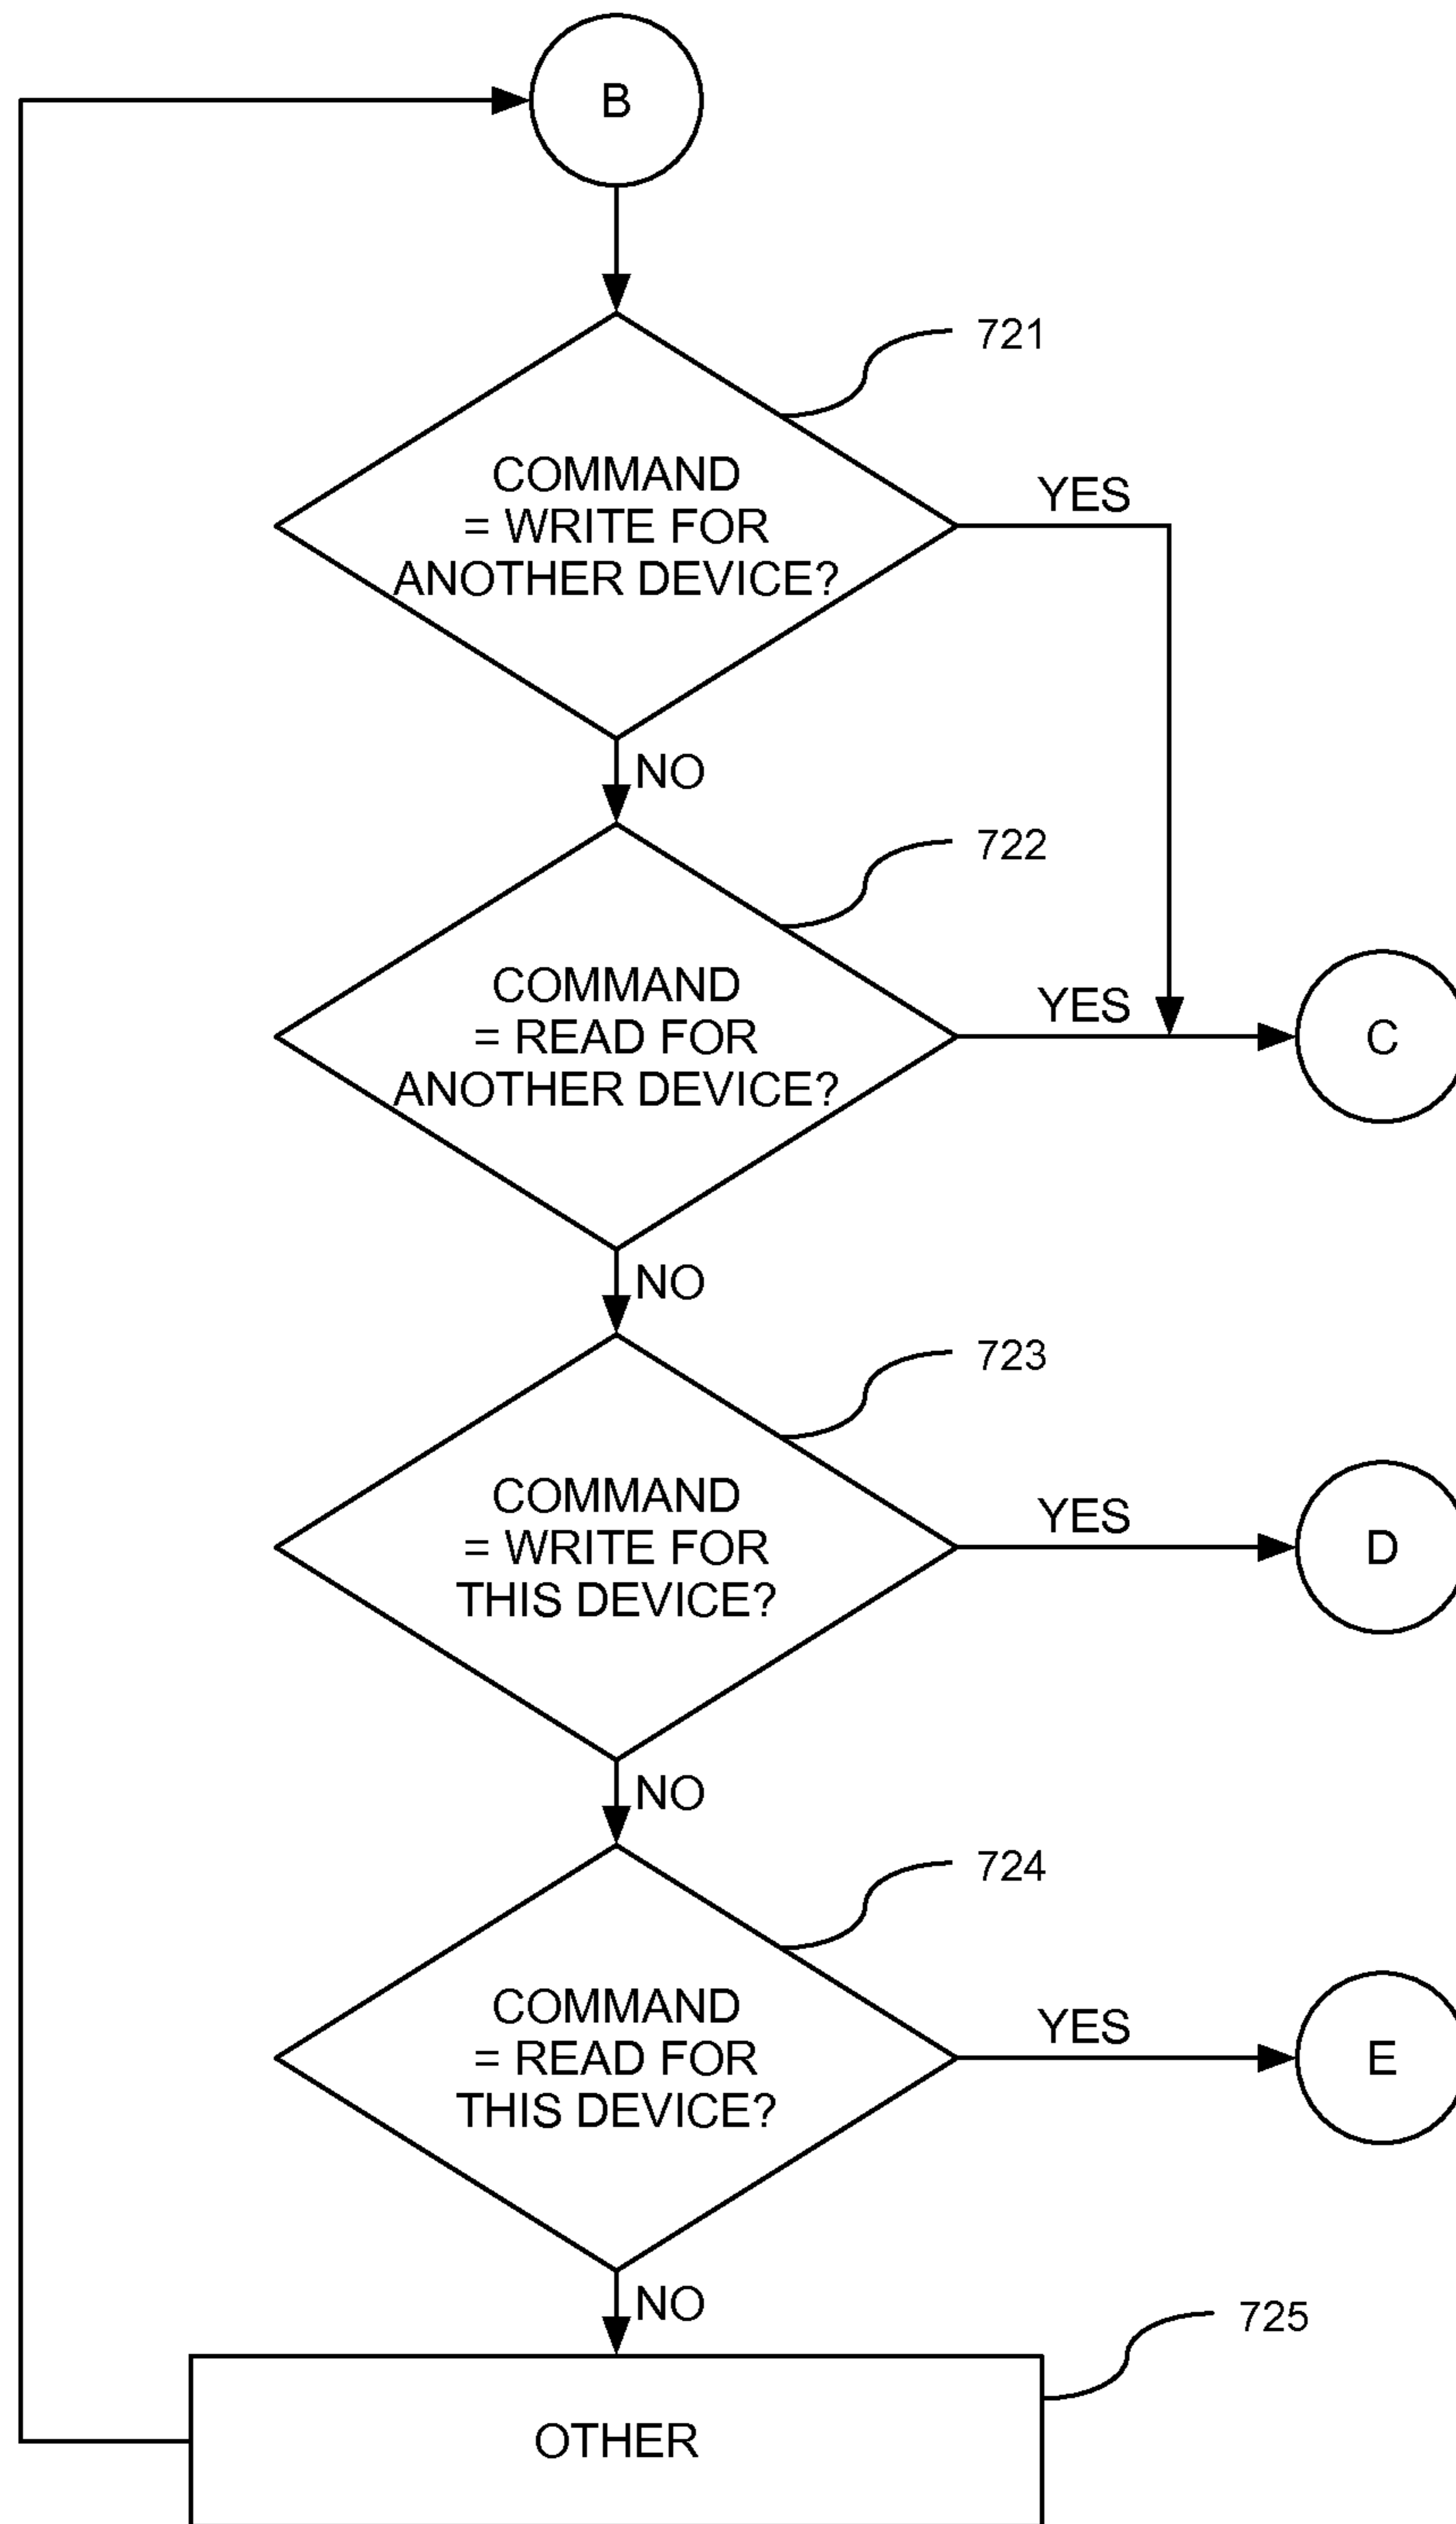 B
721
COMMAND
= WRITE FOR
ANOTHER DEVICE?
YES
NO
722
COMMAND
= READ FOR
ANOTHER DEVICE?
YES
C
NO
723
COMMAND
= WRITE FOR
THIS DEVICE?
YES
D
NO
724
COMMAND
= READ FOR
THIS DEVICE?
YES
E
NO
725
OTHER